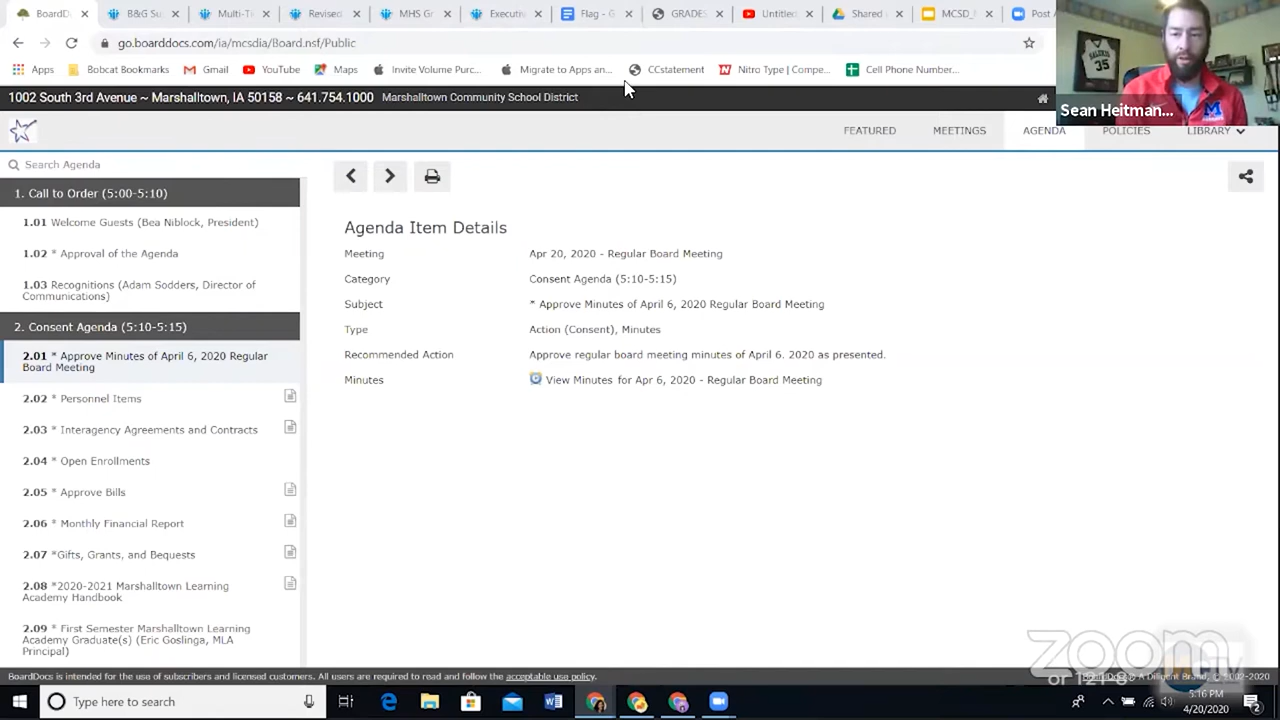 BoardD
B&G Su
Multi-Ti
Revised
MHS Gr
Executiv
Flag - G
GRADES
Untitled
Shared
MCSD_
Post A
go.boarddocs.com/ia/mcsdia/Board.nsf/Public
Apps Bobcat Bookmarks Gmail YouTube Maps Invite Volume Purc... Migrate to Apps an... CCstatement Nitro Type | Compe... Cell Phone Number...
35
Sean Heitman...
1002 South 3rd Avenue ~ Marshalltown, IA 50158 ~ 641.754.1000 Marshalltown Community School District
FEATURED MEETINGS AGENDA POLICIES LIBRARY
Search Agenda
1. Call to Order (5:00-5:10)
1.01 Welcome Guests (Bea Niblock, President)
1.02 * Approval of the Agenda
1.03 Recognitions (Adam Sodders, Director of
Communications)
2. Consent Agenda (5:10-5:15)
2.01 * Approve Minutes of April 6, 2020 Regular
Board Meeting
2.02 * Personnel Items
2.03 * Interagency Agreements and Contracts
2.04 * Open Enrollments
2.05 * Approve Bills
2.06 * Monthly Financial Report
2.07 *Gifts, Grants, and Bequests
2.08 *2020-2021 Marshalltown Learning
Academy Handbook
2.09 * First Semester Marshalltown Learning
Academy Graduate(s) (Eric Goslinga, MLA
Principal)
Agenda Item Details
Meeting Apr 20, 2020 - Regular Board Meeting
Category Consent Agenda (5:10-5:15)
Subject * Approve Minutes of April 6, 2020 Regular Board Meeting
Type Action (Consent), Minutes
Recommended Action Approve regular board meeting minutes of April 6. 2020 as presented.
Minutes View Minutes for Apr 6, 2020 - Regular Board Meeting
zoom
BoardDocs is intended for the use of subscribers and licensed customers. All users are required to read and follow the acceptable use policy.
A Diligent Brand, © 2002-2020
Type here to search
5:16 PM
4/20/2020
2